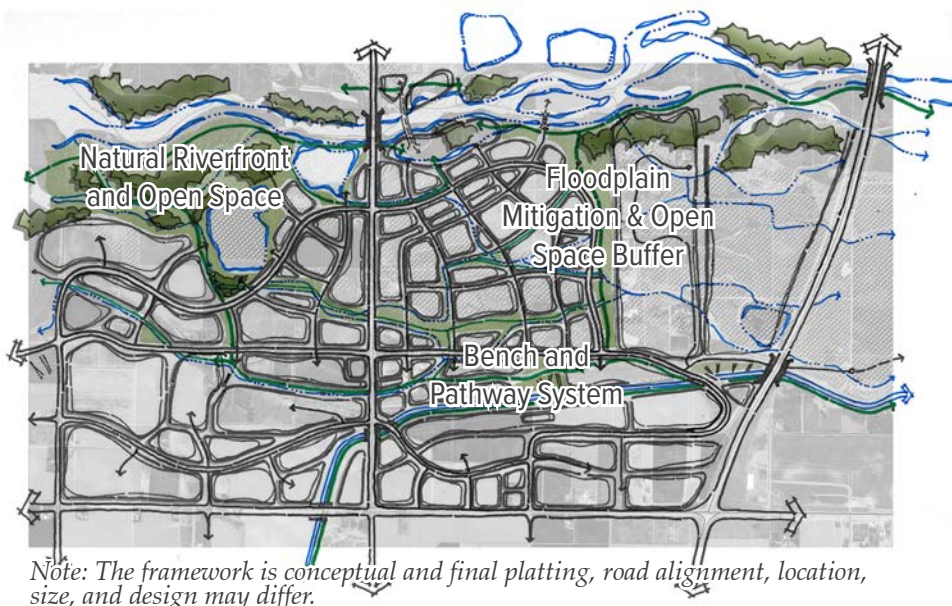 Natural Riverfront
and Open Space
Floodplain
Mitigation & Open
Space Buffer
Bench and
Pathway System
Note: The framework is conceptual and final platting, road alignment, location,
size, and design may differ.